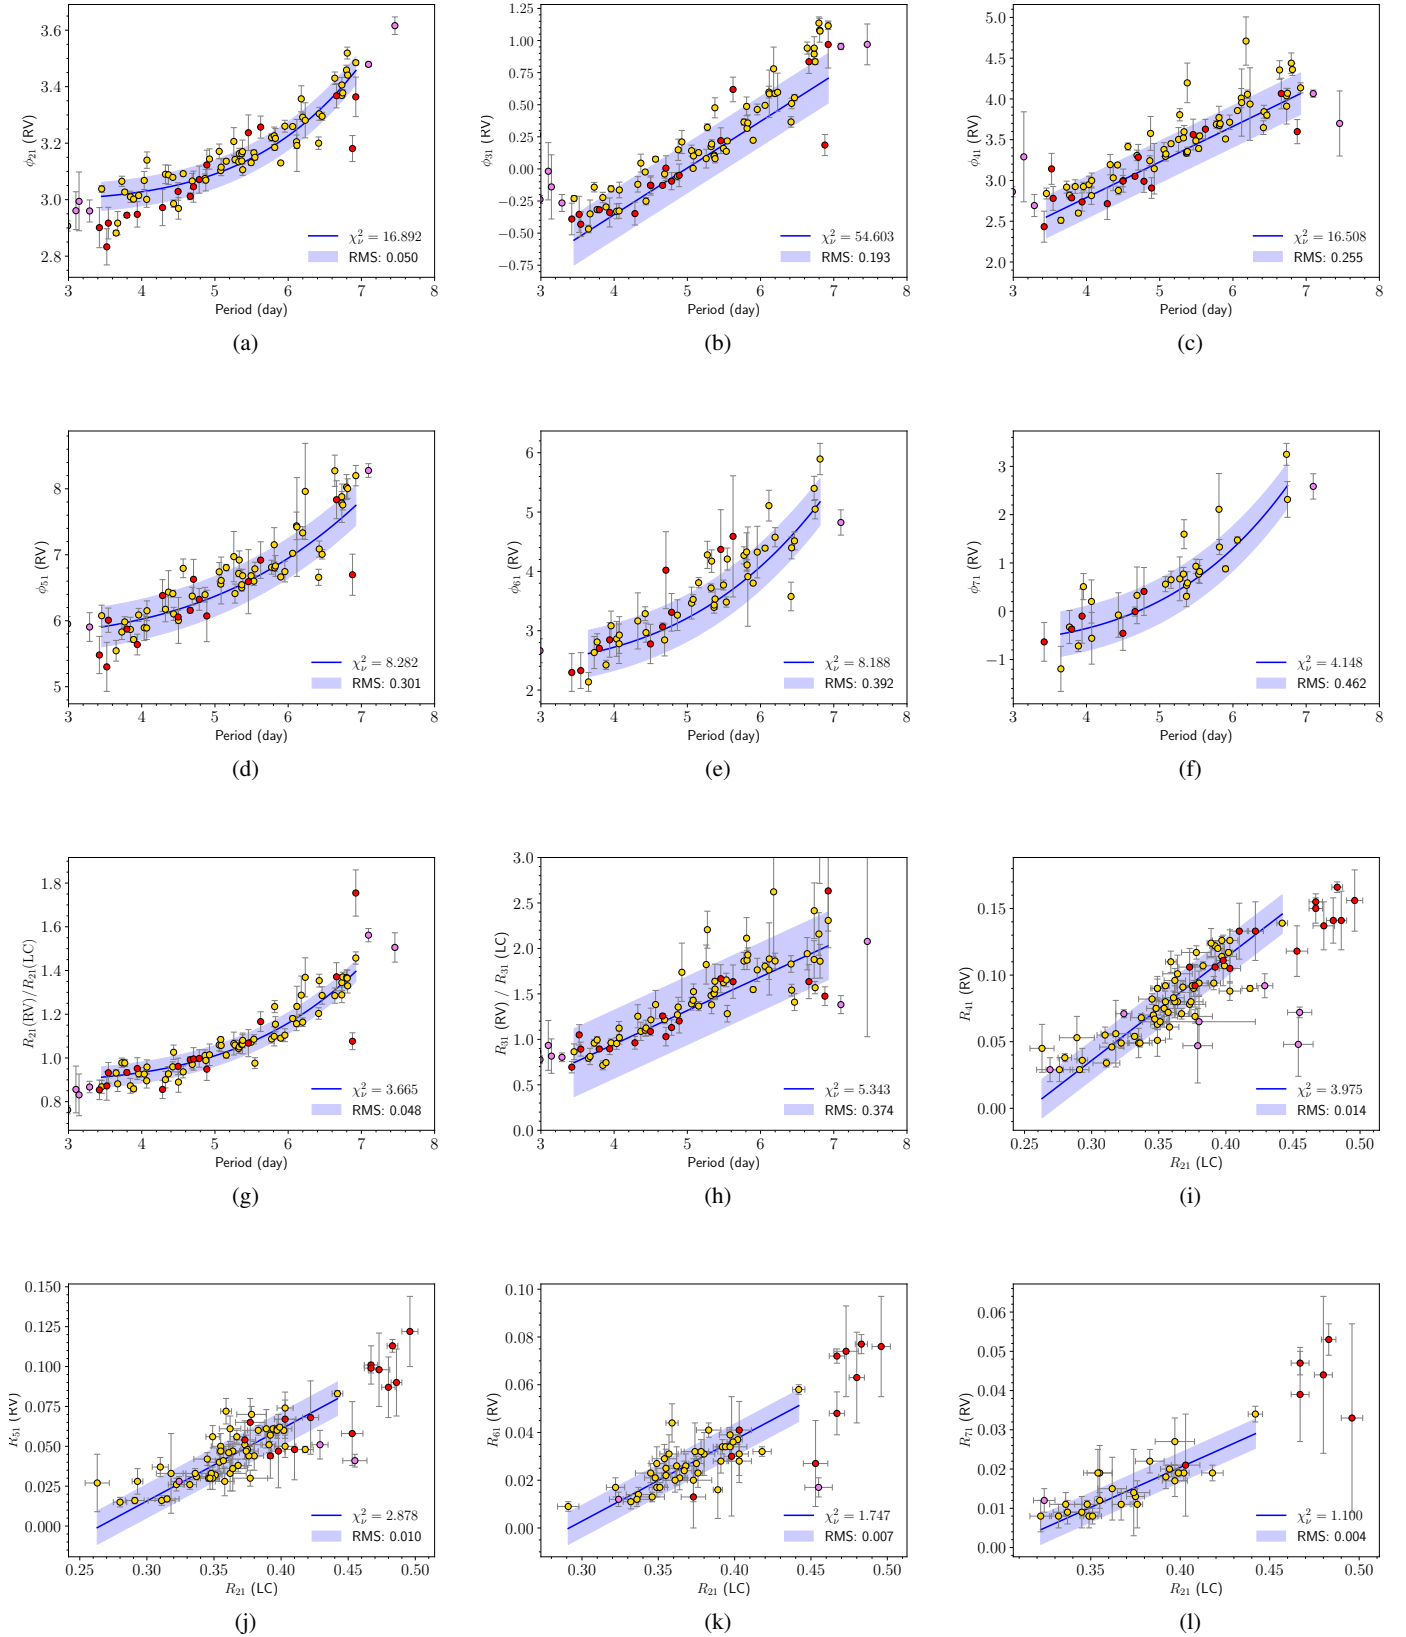 3.6
3.4
3.2
3.0
2.8
ϕ21 (RV)
χ²ν = 16.892
RMS: 0.050
3 4 5 6 7 8
Period (day)
(a)
1.25
1.00
0.75
0.50
0.25
0.00
−0.25
−0.50
−0.75
ϕ31 (RV)
χ²ν = 54.603
RMS: 0.193
3 4 5 6 7 8
Period (day)
(b)
5.0
4.5
4.0
3.5
3.0
2.5
2.0
ϕ41 (RV)
χ²ν = 16.508
RMS: 0.255
3 4 5 6 7 8
Period (day)
(c)
8
7
6
5
ϕ51 (RV)
χ²ν = 8.282
RMS: 0.301
3 4 5 6 7 8
Period (day)
(d)
6
5
4
3
2
ϕ61 (RV)
χ²ν = 8.188
RMS: 0.392
3 4 5 6 7 8
Period (day)
(e)
3
2
1
0
−1
ϕ71 (RV)
χ²ν = 4.148
RMS: 0.462
3 4 5 6 7 8
Period (day)
(f)
1.8
1.6
1.4
1.2
1.0
0.8
R21(RV)/R21(LC)
χ²ν = 3.665
RMS: 0.048
3 4 5 6 7 8
Period (day)
(g)
3.0
2.5
2.0
1.5
1.0
0.5
0.0
R31 (RV) / R31 (LC)
χ²ν = 5.343
RMS: 0.374
3 4 5 6 7 8
Period (day)
(h)
0.15
0.10
0.05
0.00
R41 (RV)
χ²ν = 3.975
RMS: 0.014
0.25 0.30 0.35 0.40 0.45 0.50
R21 (LC)
(i)
0.150
0.125
0.100
0.075
0.050
0.025
0.000
R51 (RV)
χ²ν = 2.878
RMS: 0.010
0.25 0.30 0.35 0.40 0.45 0.50
R21 (LC)
(j)
0.10
0.08
0.06
0.04
0.02
0.00
R61 (RV)
χ²ν = 1.747
RMS: 0.007
0.30 0.35 0.40 0.45 0.50
R21 (LC)
(k)
0.06
0.05
0.04
0.03
0.02
0.01
0.00
R71 (RV)
χ²ν = 1.100
RMS: 0.004
0.35 0.40 0.45 0.50
R21 (LC)
(l)